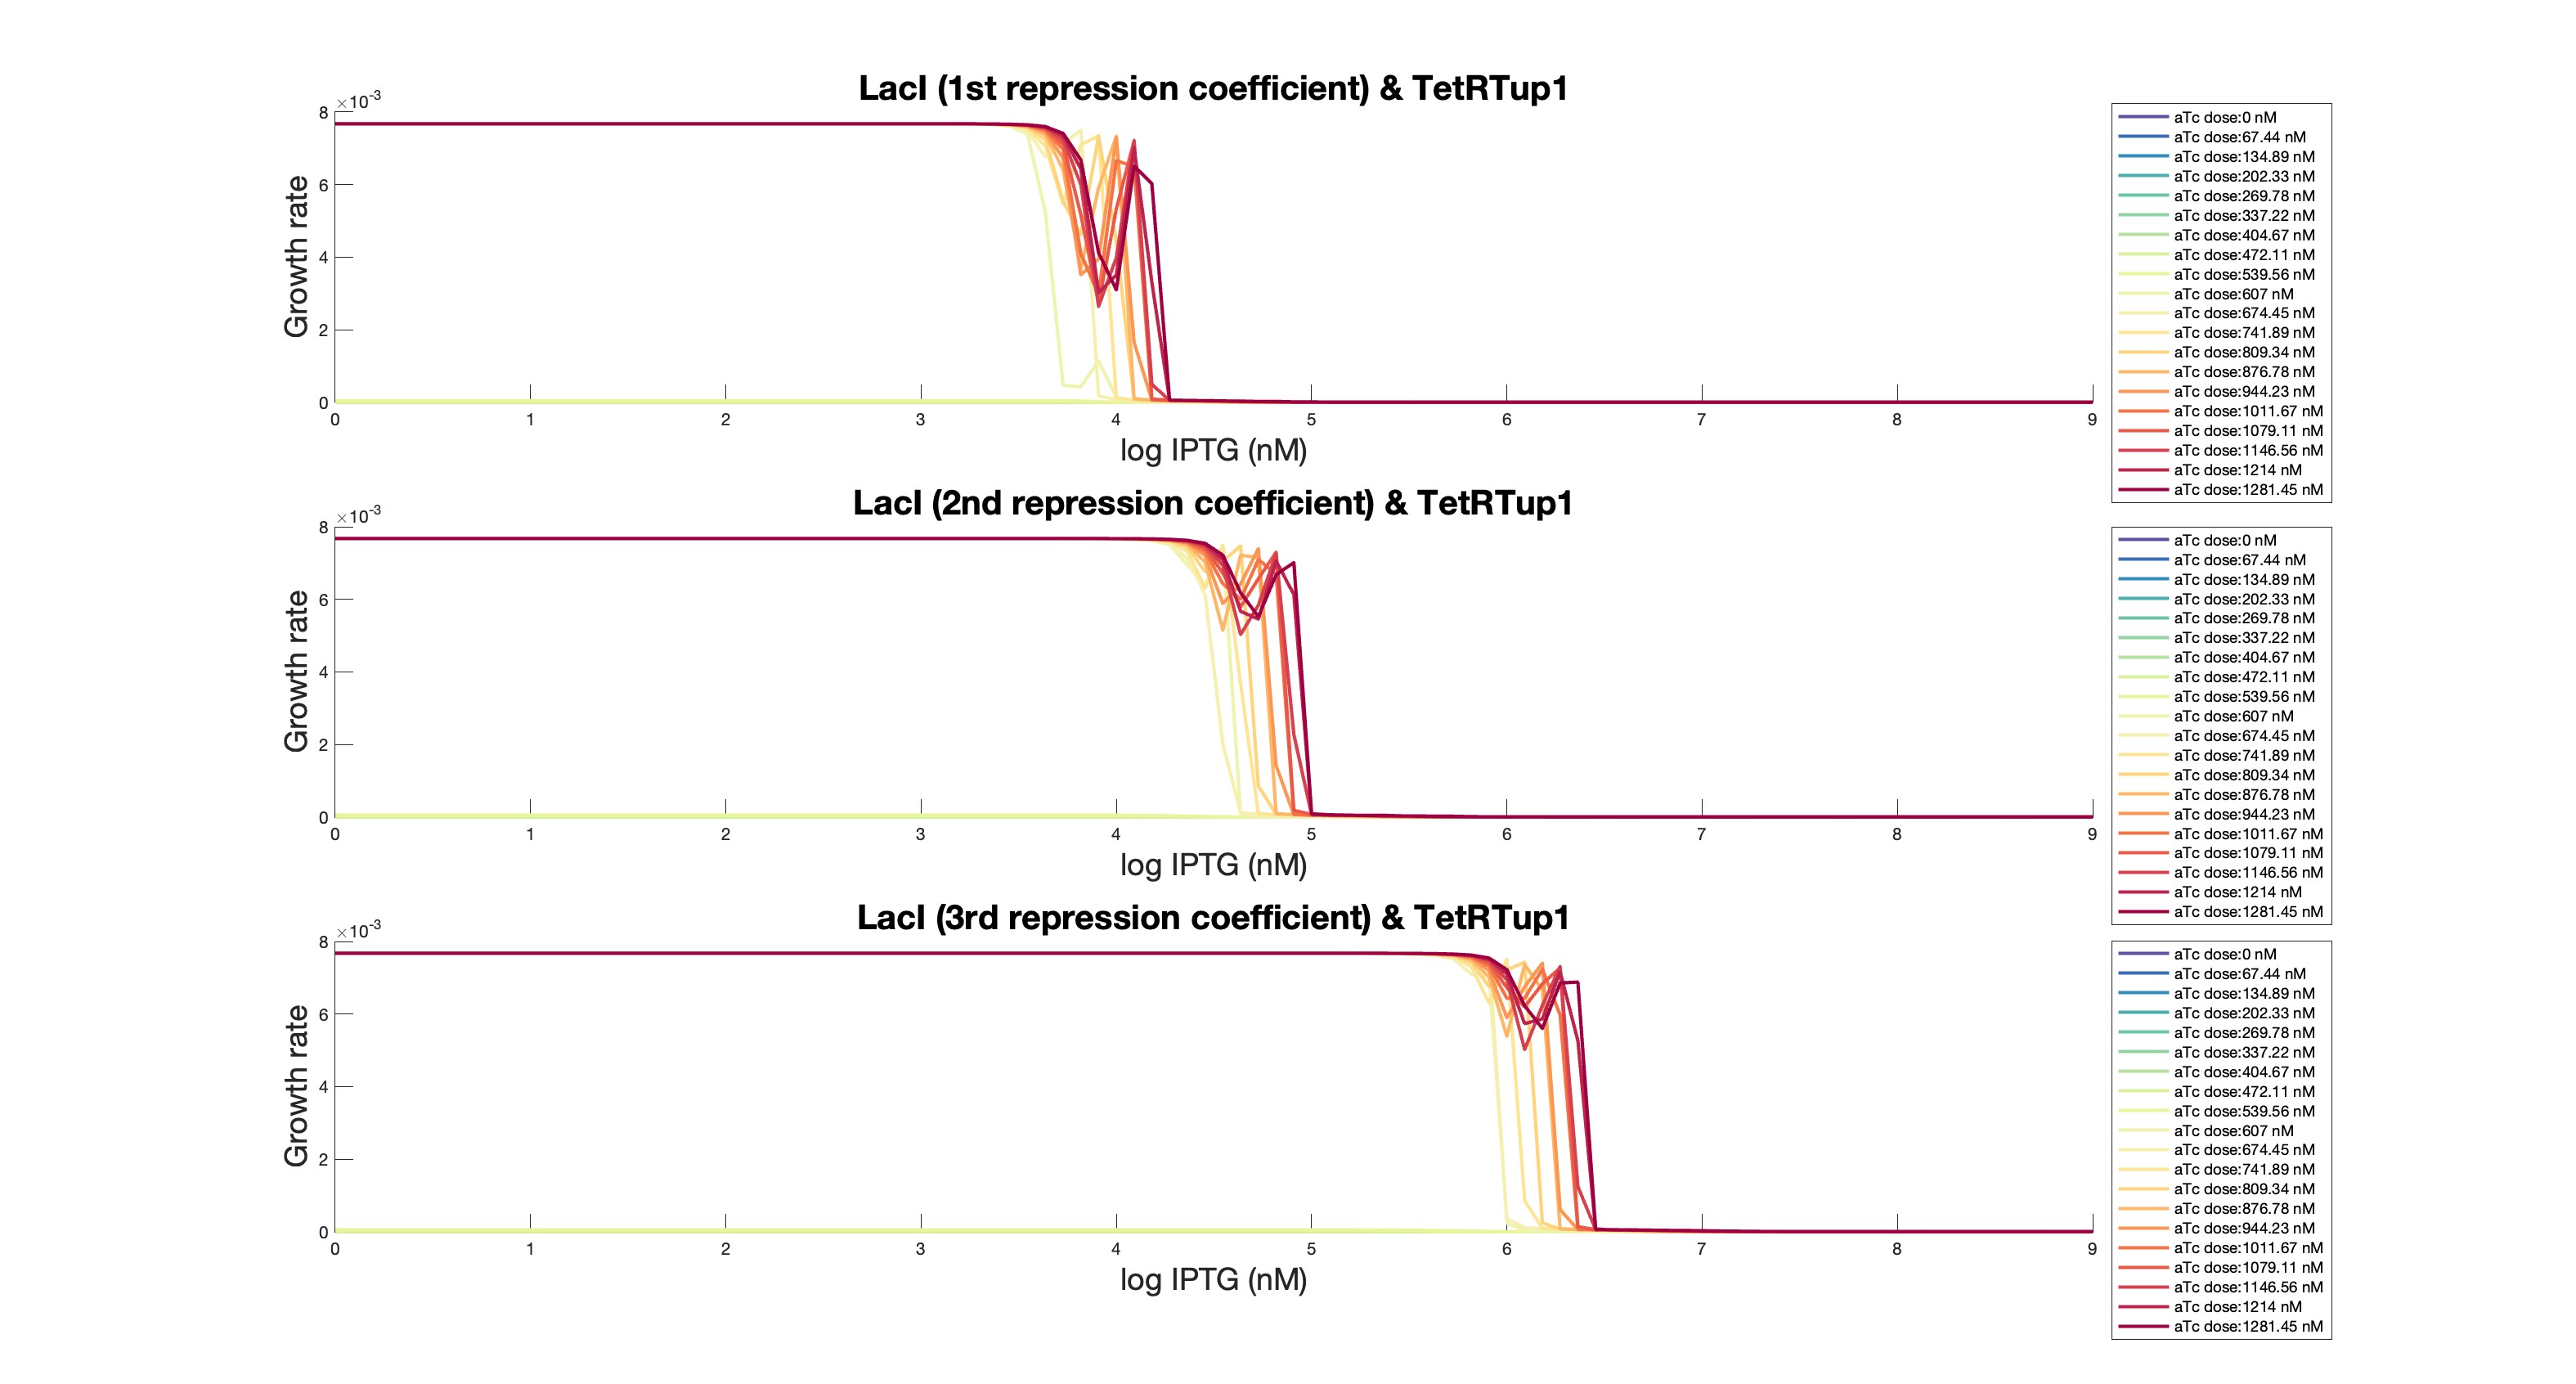 LacI (1st repression coefficient) & TetRTup1
×10-3
8
6
4
2
0
Growth rate
0 1 2 3 4 5 6 7 8 9
log IPTG (nM)
aTc dose:0 nM
aTc dose:67.44 nM
aTc dose:134.89 nM
aTc dose:202.33 nM
aTc dose:269.78 nM
aTc dose:337.22 nM
aTc dose:404.67 nM
aTc dose:472.11 nM
aTc dose:539.56 nM
aTc dose:607 nM
aTc dose:674.45 nM
aTc dose:741.89 nM
aTc dose:809.34 nM
aTc dose:876.78 nM
aTc dose:944.23 nM
aTc dose:1011.67 nM
aTc dose:1079.11 nM
aTc dose:1146.56 nM
aTc dose:1214 nM
aTc dose:1281.45 nM
LacI (2nd repression coefficient) & TetRTup1
×10-3
8
6
4
2
0
Growth rate
0 1 2 3 4 5 6 7 8 9
log IPTG (nM)
aTc dose:0 nM
aTc dose:67.44 nM
aTc dose:134.89 nM
aTc dose:202.33 nM
aTc dose:269.78 nM
aTc dose:337.22 nM
aTc dose:404.67 nM
aTc dose:472.11 nM
aTc dose:539.56 nM
aTc dose:607 nM
aTc dose:674.45 nM
aTc dose:741.89 nM
aTc dose:809.34 nM
aTc dose:876.78 nM
aTc dose:944.23 nM
aTc dose:1011.67 nM
aTc dose:1079.11 nM
aTc dose:1146.56 nM
aTc dose:1214 nM
aTc dose:1281.45 nM
LacI (3rd repression coefficient) & TetRTup1
×10-3
8
6
4
2
0
Growth rate
0 1 2 3 4 5 6 7 8 9
log IPTG (nM)
aTc dose:0 nM
aTc dose:67.44 nM
aTc dose:134.89 nM
aTc dose:202.33 nM
aTc dose:269.78 nM
aTc dose:337.22 nM
aTc dose:404.67 nM
aTc dose:472.11 nM
aTc dose:539.56 nM
aTc dose:607 nM
aTc dose:674.45 nM
aTc dose:741.89 nM
aTc dose:809.34 nM
aTc dose:876.78 nM
aTc dose:944.23 nM
aTc dose:1011.67 nM
aTc dose:1079.11 nM
aTc dose:1146.56 nM
aTc dose:1214 nM
aTc dose:1281.45 nM